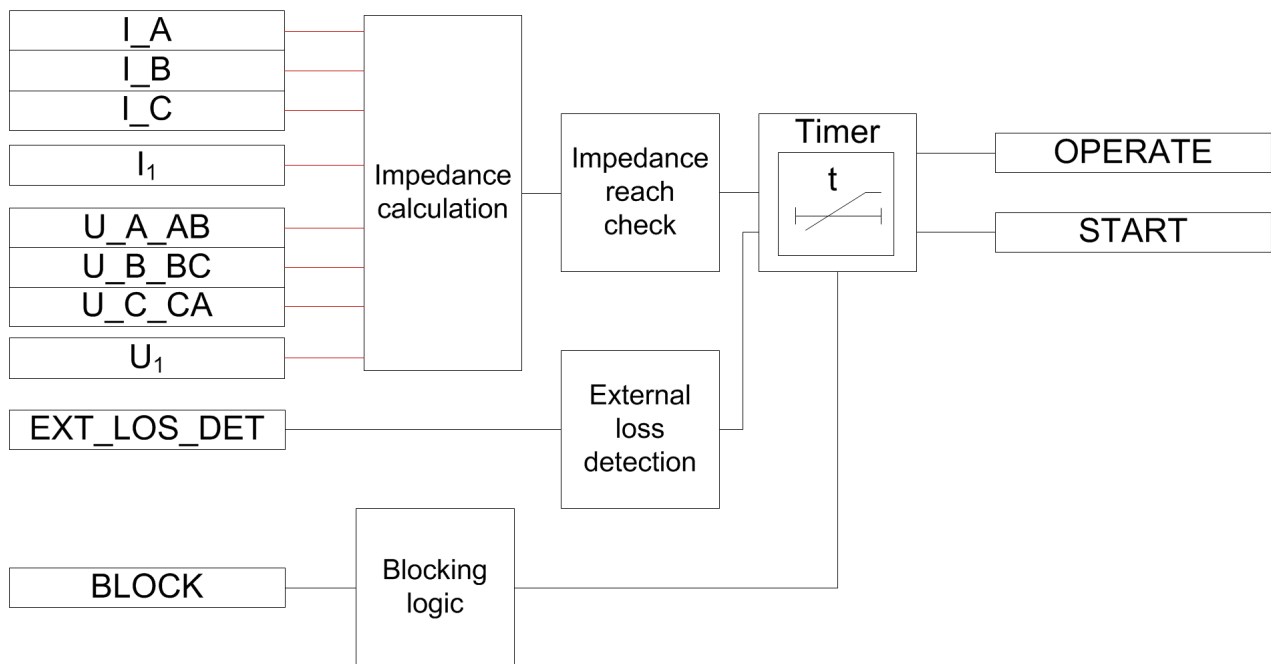 I_A
I_B
I_C
I₁
U_A_AB
U_B_BC
U_C_CA
U₁
EXT_LOS_DET
BLOCK
Impedance
calculation
Impedance
reach
check
External
loss
detection
Blocking
logic
Timer
t
OPERATE
START